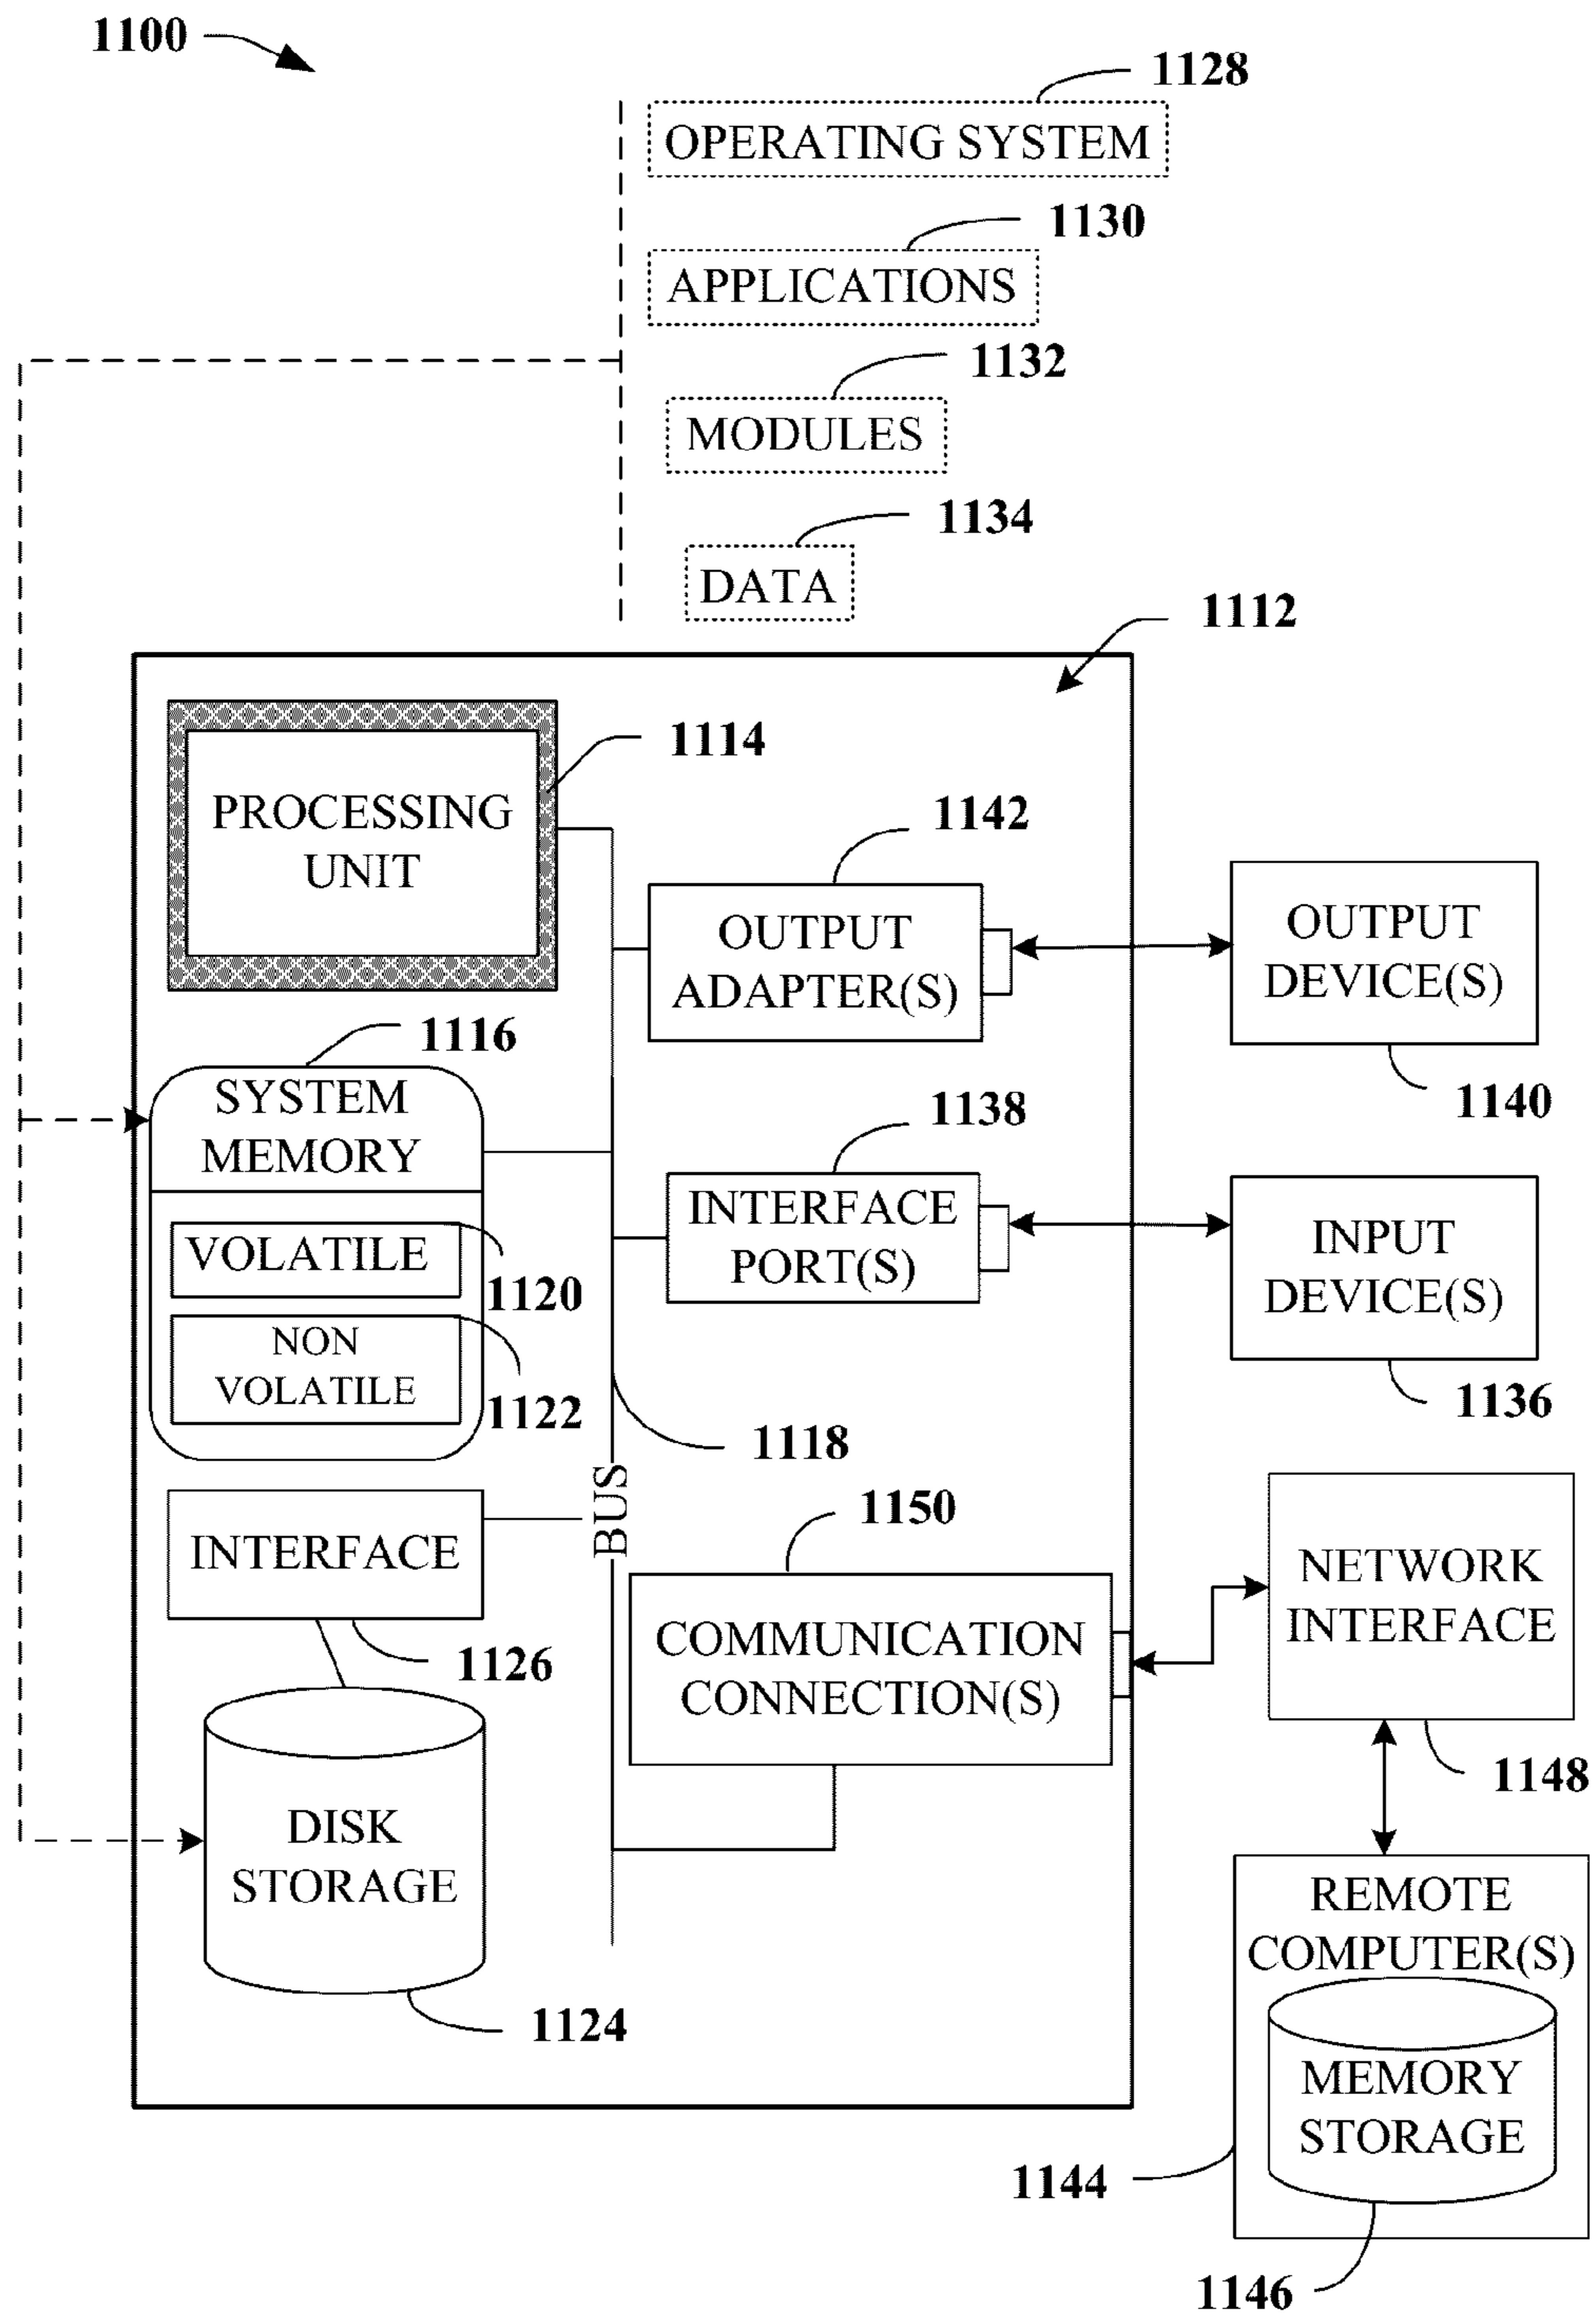 1100
1128
OPERATING SYSTEM
1130
APPLICATIONS
1132
MODULES
1134
DATA
1112
PROCESSING
UNIT
1114
1142
OUTPUT
ADAPTER(S)
OUTPUT
DEVICE(S)
1140
1116
SYSTEM
MEMORY
VOLATILE
1120
NON
VOLATILE
1122
1138
INTERFACE
PORT(S)
INPUT
DEVICE(S)
1136
1118
BUS
INTERFACE
1126
1150
COMMUNICATION
CONNECTION(S)
NETWORK
INTERFACE
1148
DISK
STORAGE
1124
REMOTE
COMPUTER(S)
MEMORY
STORAGE
1144
1146